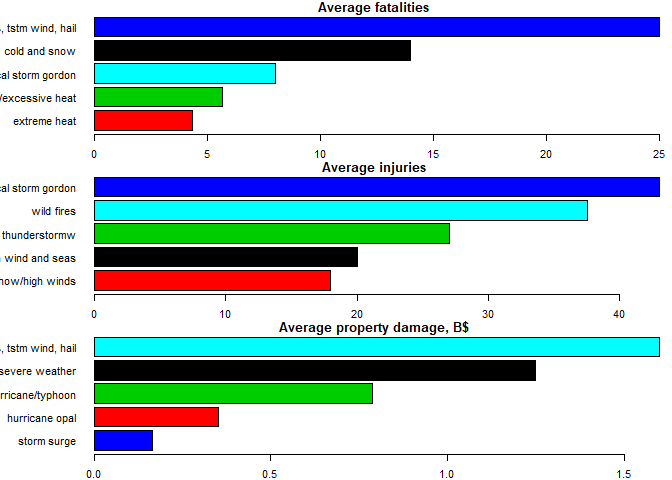 Average fatalities
, tstm wind, hail
cold and snow
cal storm gordon
/excessive heat
extreme heat
0 5 10 15 20 25
Average injuries
cal storm gordon
wild fires
thunderstormw
wind and seas
now/high winds
0 10 20 30 40
Average property damage, B$
, tstm wind, hail
severe weather
rricane/typhoon
hurricane opal
storm surge
0.0 0.5 1.0 1.5